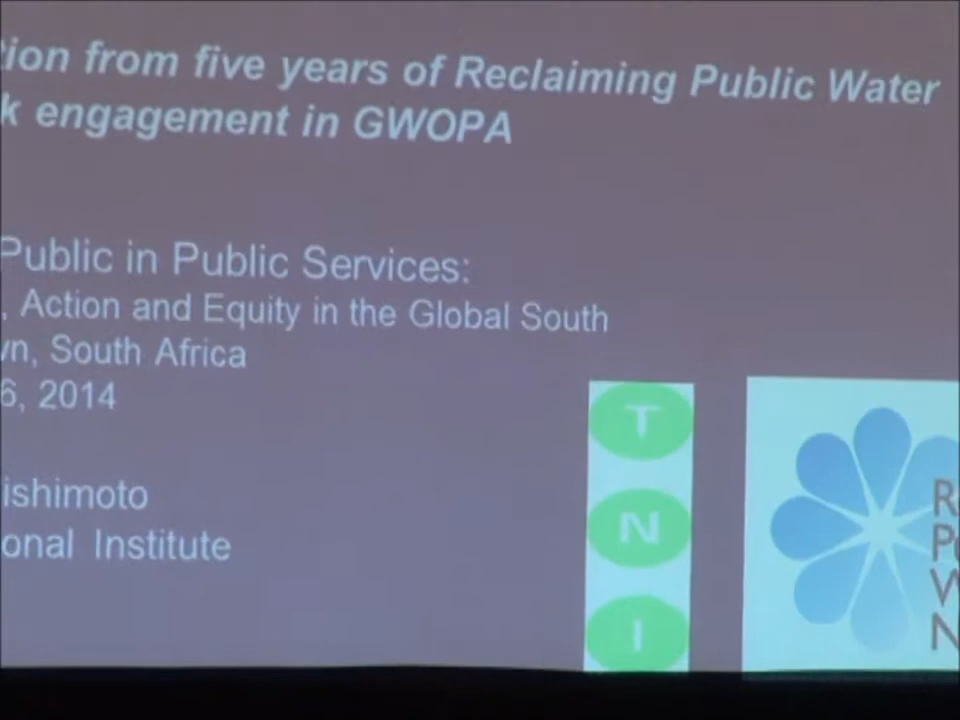 tion from five years of Reclaiming Public Water
k engagement in GWOPA
Public in Public Services:
, Action and Equity in the Global South
wn, South Africa
6, 2014
ishimoto
onal Institute
T
N
I
R
P
W
N